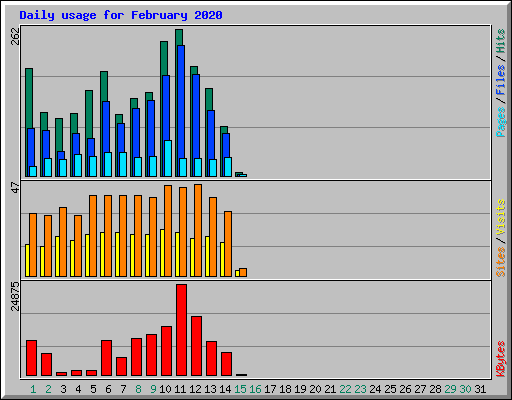 Daily usage for February 2020
262
Pages / Files / Hits
47
Sites / Visits
24875
KBytes
1 2 3 4 5 6 7 8 9 10 11 12 13 14 15 16 17 18 19 20 21 22 23 24 25 26 27 28 29 30 31